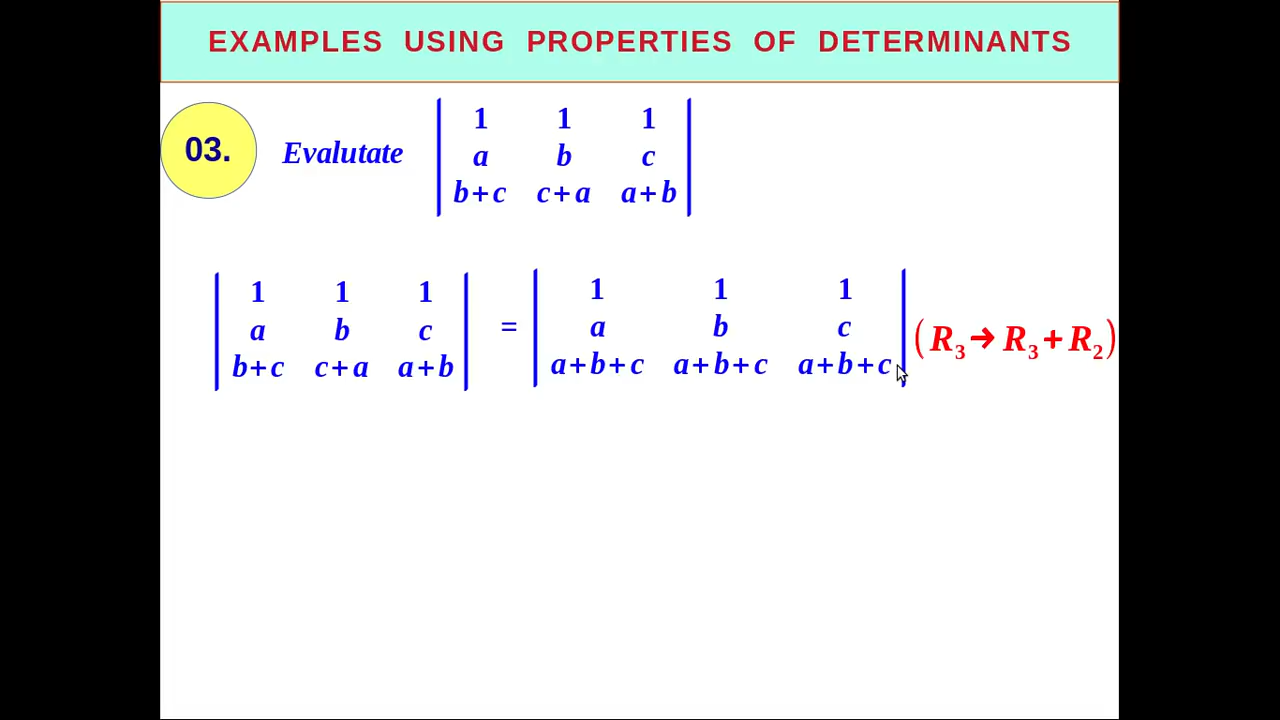 EXAMPLES USING PROPERTIES OF DETERMINANTS
03. Evalutate
| 1 1 1 |
| a b c |
| b+c c+a a+b |
| 1 1 1 | | 1 1 1 |
| a b c | = | a b c | (R₃ → R₃ + R₂)
| b+c c+a a+b | | a+b+c a+b+c a+b+c |